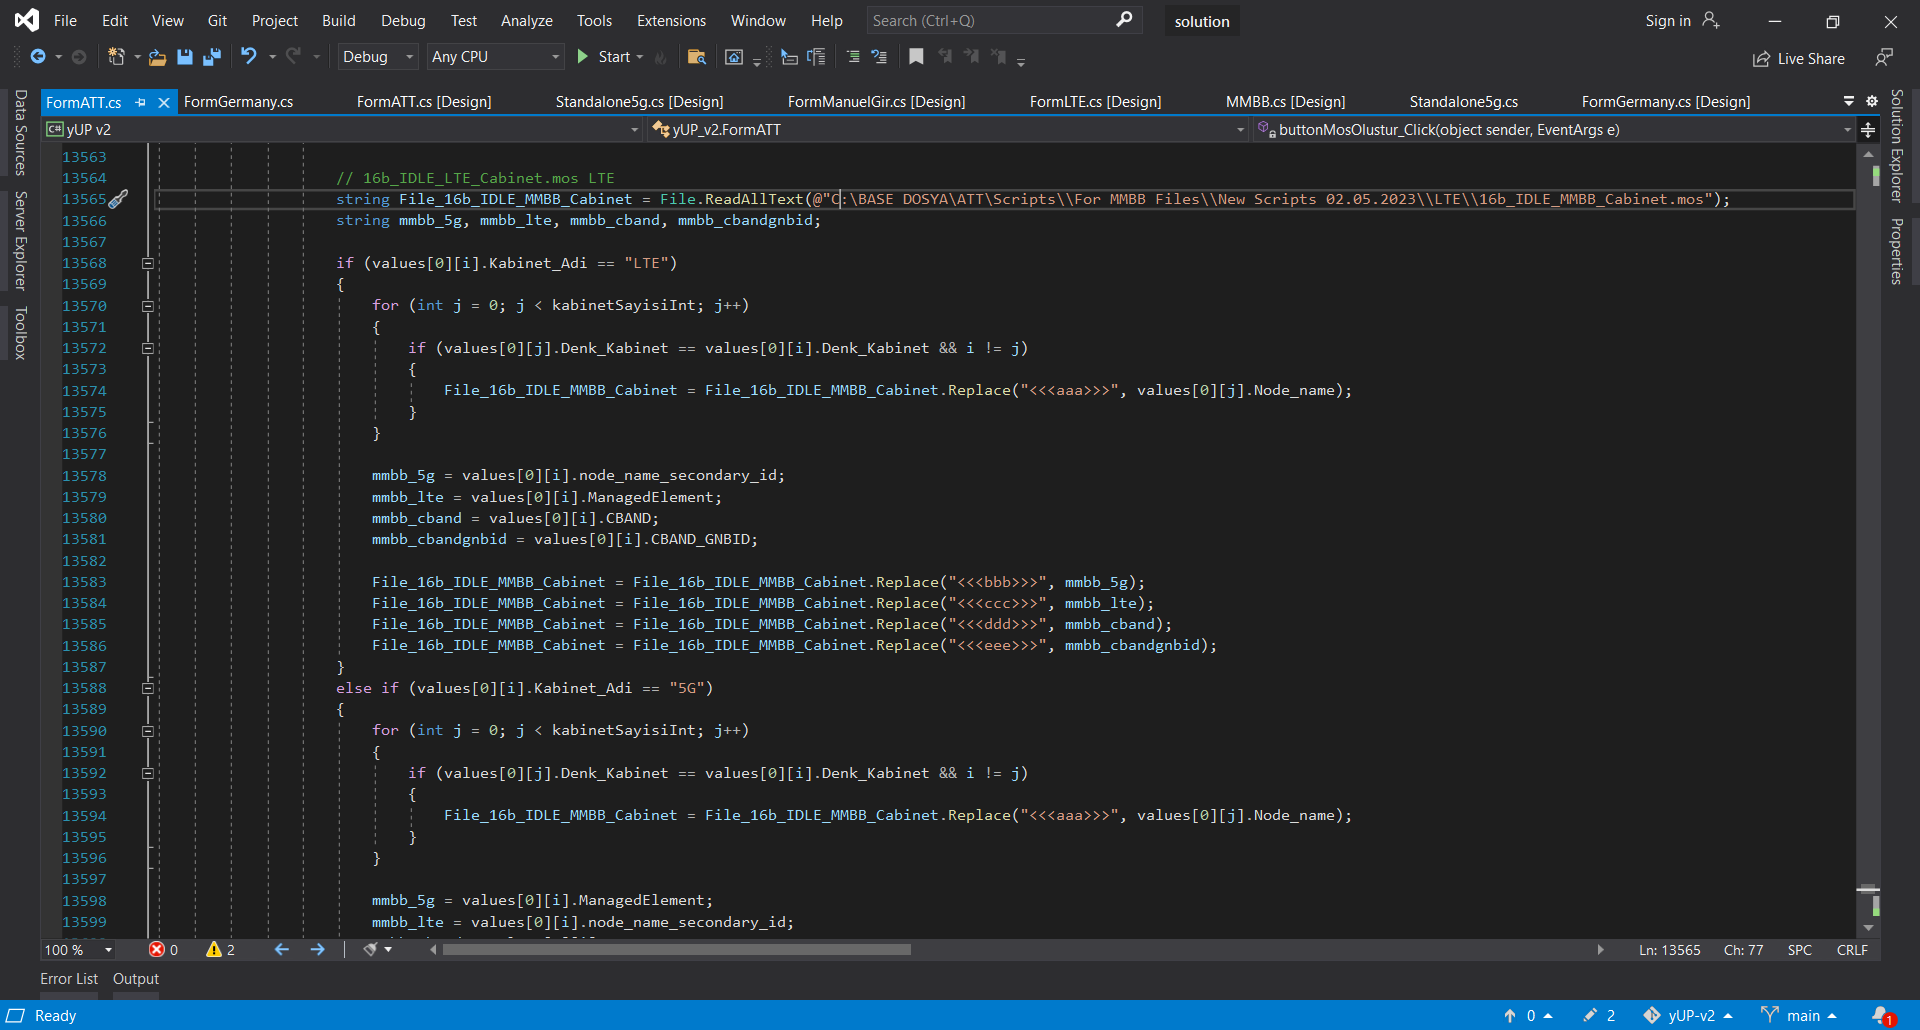 File Edit View Git Project Build Debug Test Analyze Tools Extensions Window Help Search (Ctrl+Q) solution Sign in
Debug Any CPU Start Live Share
FormATT.cs FormGermany.cs FormATT.cs [Design] Standalone5g.cs [Design] FormManuelGir.cs [Design] FormLTE.cs [Design] MMBB.cs [Design] Standalone5g.cs FormGermany.cs [Design]
C# yUP v2 yUP_v2.FormATT buttonMosOlustur_Click(object sender, EventArgs e)
Data Sources
Server Explorer
Toolbox
Solution Explorer
Properties
13563
13564 // 16b_IDLE_LTE_Cabinet.mos LTE
13565 string File_16b_IDLE_MMBB_Cabinet = File.ReadAllText(@"C:\BASE DOSYA\ATT\Scripts\\For MMBB Files\\New Scripts 02.05.2023\\LTE\\16b_IDLE_MMBB_Cabinet.mos");
13566 string mmbb_5g, mmbb_lte, mmbb_cband, mmbb_cbandgnbid;
13567
13568 if (values[0][i].Kabinet_Adi == "LTE")
13569 {
13570 for (int j = 0; j < kabinetSayisiInt; j++)
13571 {
13572 if (values[0][j].Denk_Kabinet == values[0][i].Denk_Kabinet && i != j)
13573 {
13574 File_16b_IDLE_MMBB_Cabinet = File_16b_IDLE_MMBB_Cabinet.Replace("<<<aaa>>>", values[0][j].Node_name);
13575 }
13576 }
13577
13578 mmbb_5g = values[0][i].node_name_secondary_id;
13579 mmbb_lte = values[0][i].ManagedElement;
13580 mmbb_cband = values[0][i].CBAND;
13581 mmbb_cbandgnbid = values[0][i].CBAND_GNBID;
13582
13583 File_16b_IDLE_MMBB_Cabinet = File_16b_IDLE_MMBB_Cabinet.Replace("<<<bbb>>>", mmbb_5g);
13584 File_16b_IDLE_MMBB_Cabinet = File_16b_IDLE_MMBB_Cabinet.Replace("<<<ccc>>>", mmbb_lte);
13585 File_16b_IDLE_MMBB_Cabinet = File_16b_IDLE_MMBB_Cabinet.Replace("<<<ddd>>>", mmbb_cband);
13586 File_16b_IDLE_MMBB_Cabinet = File_16b_IDLE_MMBB_Cabinet.Replace("<<<eee>>>", mmbb_cbandgnbid);
13587 }
13588 else if (values[0][i].Kabinet_Adi == "5G")
13589 {
13590 for (int j = 0; j < kabinetSayisiInt; j++)
13591 {
13592 if (values[0][j].Denk_Kabinet == values[0][i].Denk_Kabinet && i != j)
13593 {
13594 File_16b_IDLE_MMBB_Cabinet = File_16b_IDLE_MMBB_Cabinet.Replace("<<<aaa>>>", values[0][j].Node_name);
13595 }
13596 }
13597
13598 mmbb_5g = values[0][i].ManagedElement;
13599 mmbb_lte = values[0][i].node_name_secondary_id;
100 % 0 2 Ln: 13565 Ch: 77 SPC CRLF
Error List Output
Ready 0 2 yUP-v2 main 1